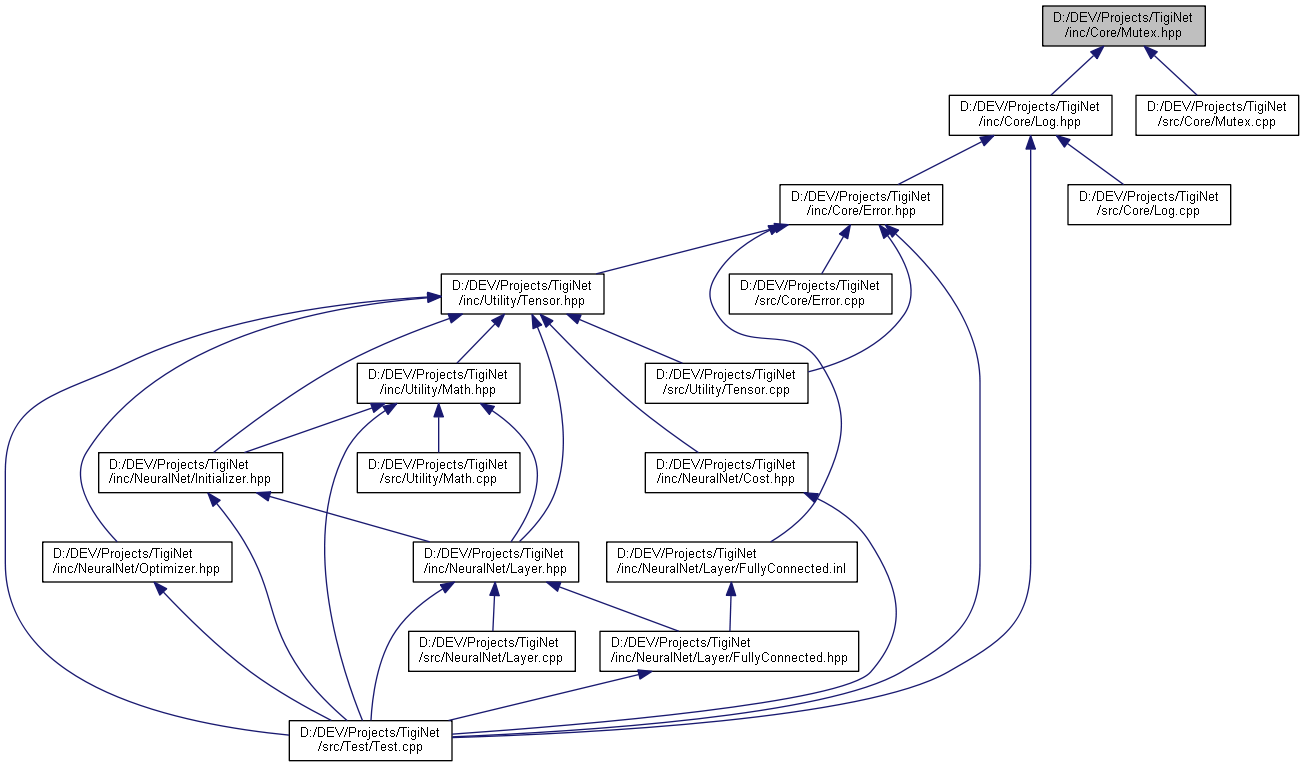 D:/DEV/Projects/TigiNet
/inc/Core/Mutex.hpp
D:/DEV/Projects/TigiNet
/inc/Core/Log.hpp
D:/DEV/Projects/TigiNet
/src/Core/Mutex.cpp
D:/DEV/Projects/TigiNet
/inc/Core/Error.hpp
D:/DEV/Projects/TigiNet
/src/Core/Log.cpp
D:/DEV/Projects/TigiNet
/inc/Utility/Tensor.hpp
D:/DEV/Projects/TigiNet
/src/Core/Error.cpp
D:/DEV/Projects/TigiNet
/inc/Utility/Math.hpp
D:/DEV/Projects/TigiNet
/src/Utility/Tensor.cpp
D:/DEV/Projects/TigiNet
/inc/NeuralNet/Initializer.hpp
D:/DEV/Projects/TigiNet
/src/Utility/Math.cpp
D:/DEV/Projects/TigiNet
/inc/NeuralNet/Cost.hpp
D:/DEV/Projects/TigiNet
/inc/NeuralNet/Optimizer.hpp
D:/DEV/Projects/TigiNet
/inc/NeuralNet/Layer.hpp
D:/DEV/Projects/TigiNet
/inc/NeuralNet/Layer/FullyConnected.inl
D:/DEV/Projects/TigiNet
/src/NeuralNet/Layer.cpp
D:/DEV/Projects/TigiNet
/inc/NeuralNet/Layer/FullyConnected.hpp
D:/DEV/Projects/TigiNet
/src/Test/Test.cpp